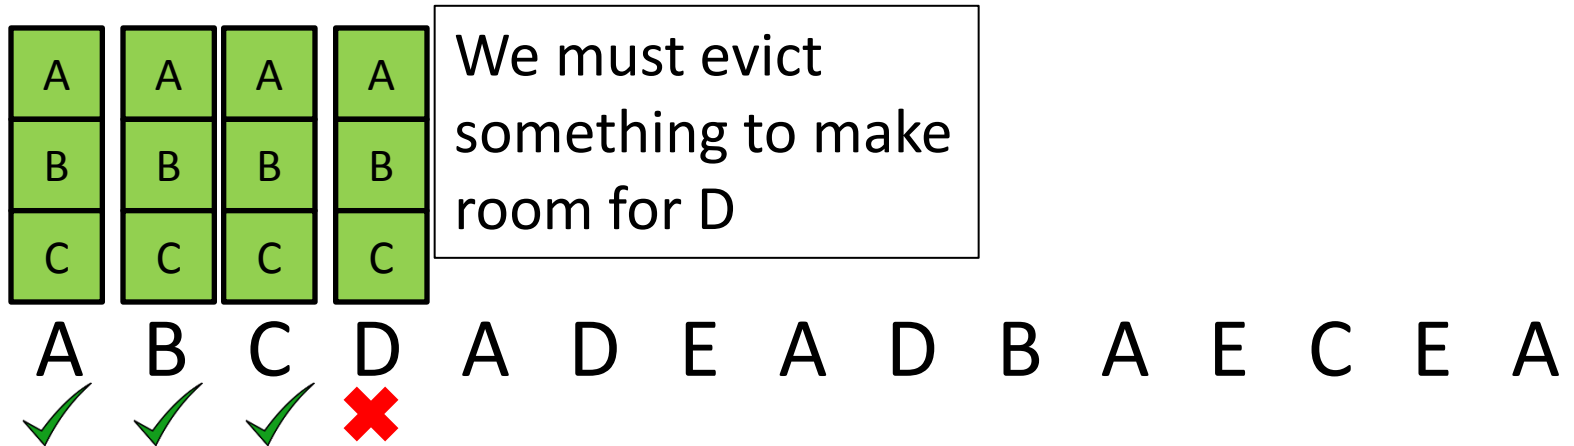 A A A A
B B B B
C C C C
We must evict
something to make
room for D
A B C D A D E A D B A E C E A